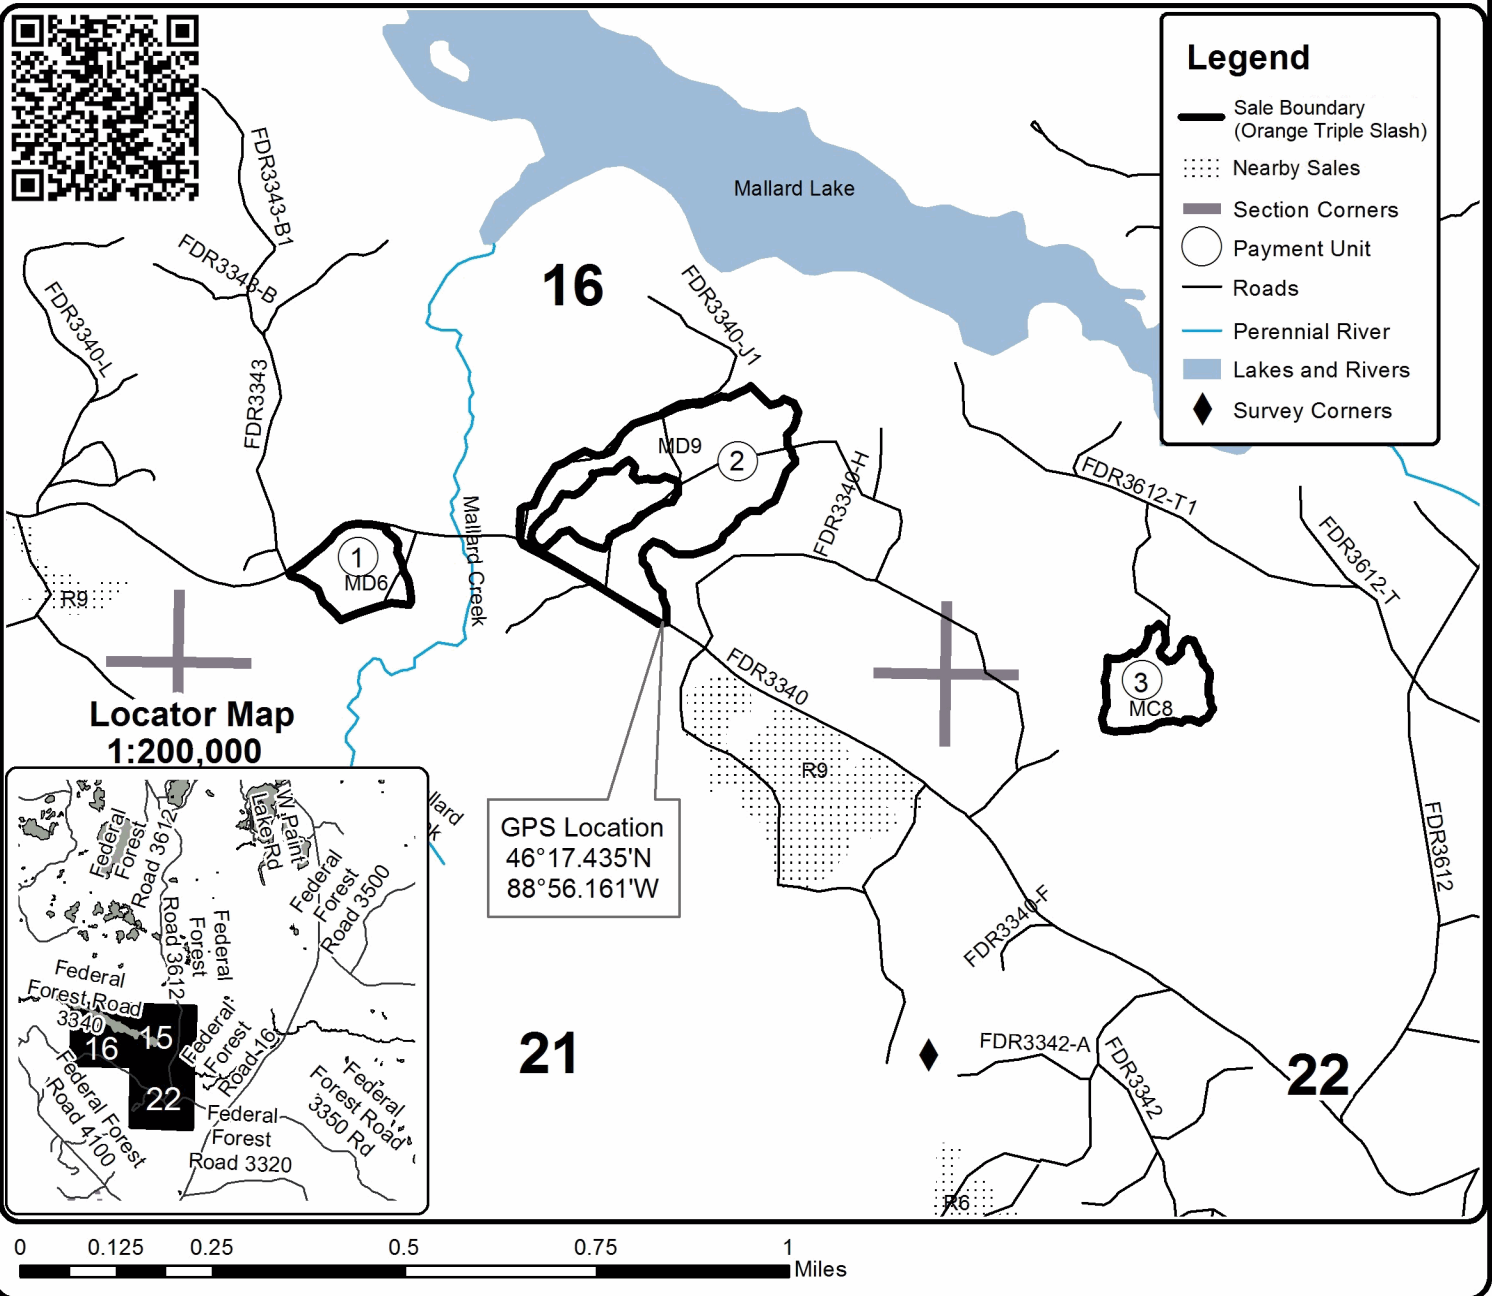 Legend
Sale Boundary
(Orange Triple Slash)
Nearby Sales
Section Corners
Payment Unit
Roads
Perennial River
Lakes and Rivers
Survey Corners
Mallard Lake
FDR3343-B1
FDR3343-B
FDR3340-L
FDR3343
16
FDR3340-J1
MD9
2
FDR3340-H
FDR3612-T1
FDR3612-T
1
MD6
Mallard Creek
R9
3
MC8
FDR3340
R9
GPS Location
46°17.435'N
88°56.161'W
FDR3612
FDR3340-F
21
FDR3342-A
FDR3342
22
R6
Locator Map
1:200,000
llard
ek
Federal
Forest
Road 3612
W Paint
Lake Rd
Federal
Forest
Road 3500
Federal
Forest
Road 3612
Federal
Forest Road
3340
15
16
22
Federal
Forest
Road 16
Federal Forest
Road 4100
Federal
Forest
Road 3320
Federal
Forest Road
3350 Rd
0 0.125 0.25 0.5 0.75 1
Miles